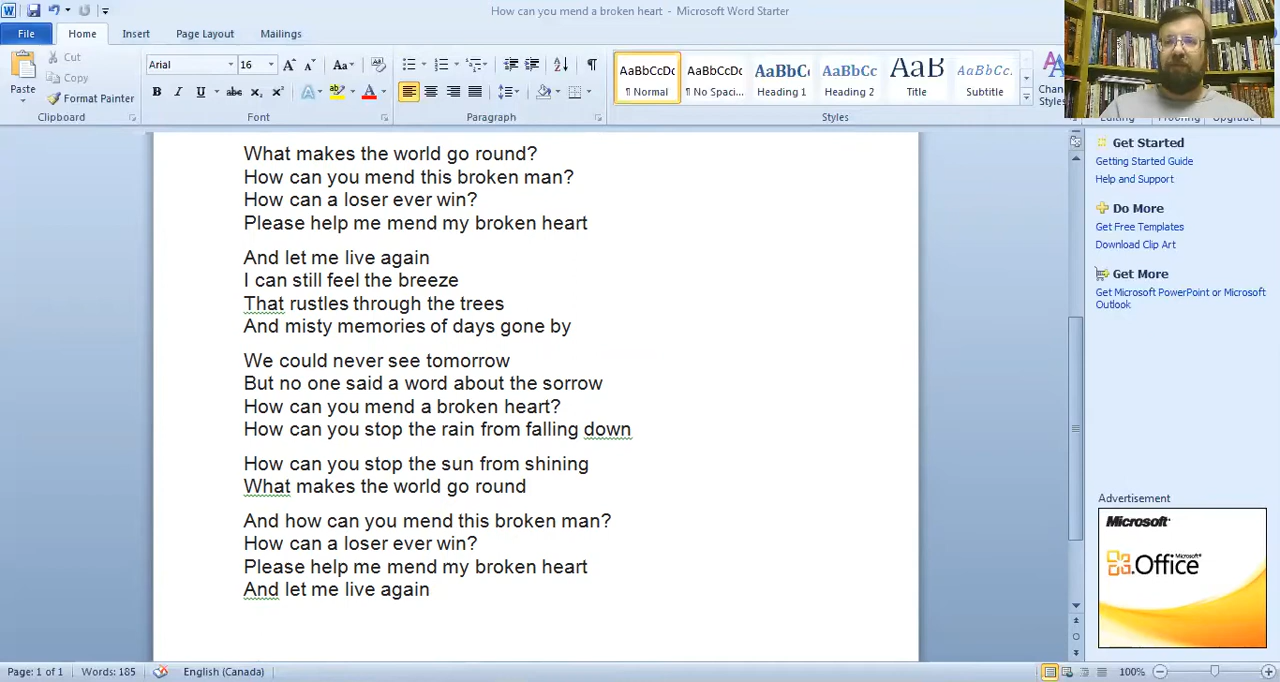 How can you mend a broken heart - Microsoft Word Starter
File Home Insert Page Layout Mailings
Paste
Cut
Copy
Format Painter
Clipboard
Arial 16
Aa
B I U abc X₂ X²
Font
Paragraph
AaBbCcDc AaBbCcDc AaBbC AaBbCc AaB AaBbCc.
¶ Normal ¶ No Spaci... Heading 1 Heading 2 Title Subtitle
Styles
What makes the world go round?
How can you mend this broken man?
How can a loser ever win?
Please help me mend my broken heart
And let me live again
I can still feel the breeze
That rustles through the trees
And misty memories of days gone by
We could never see tomorrow
But no one said a word about the sorrow
How can you mend a broken heart?
How can you stop the rain from falling down
How can you stop the sun from shining
What makes the world go round
And how can you mend this broken man?
How can a loser ever win?
Please help me mend my broken heart
And let me live again
Get Started
Getting Started Guide
Help and Support
Do More
Get Free Templates
Download Clip Art
Get More
Get Microsoft PowerPoint or Microsoft
Outlook
Advertisement
Microsoft
Microsoft
Office
Page: 1 of 1 Words: 185 English (Canada) 100%